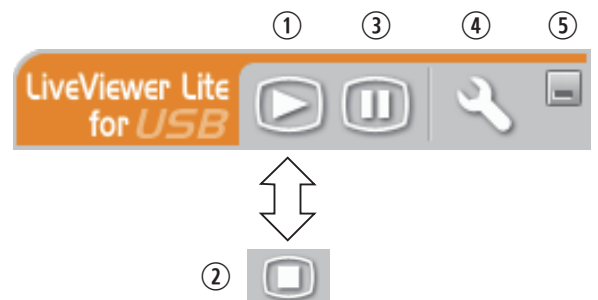 ① ③ ④ ⑤
LiveViewer Lite
for USB
②